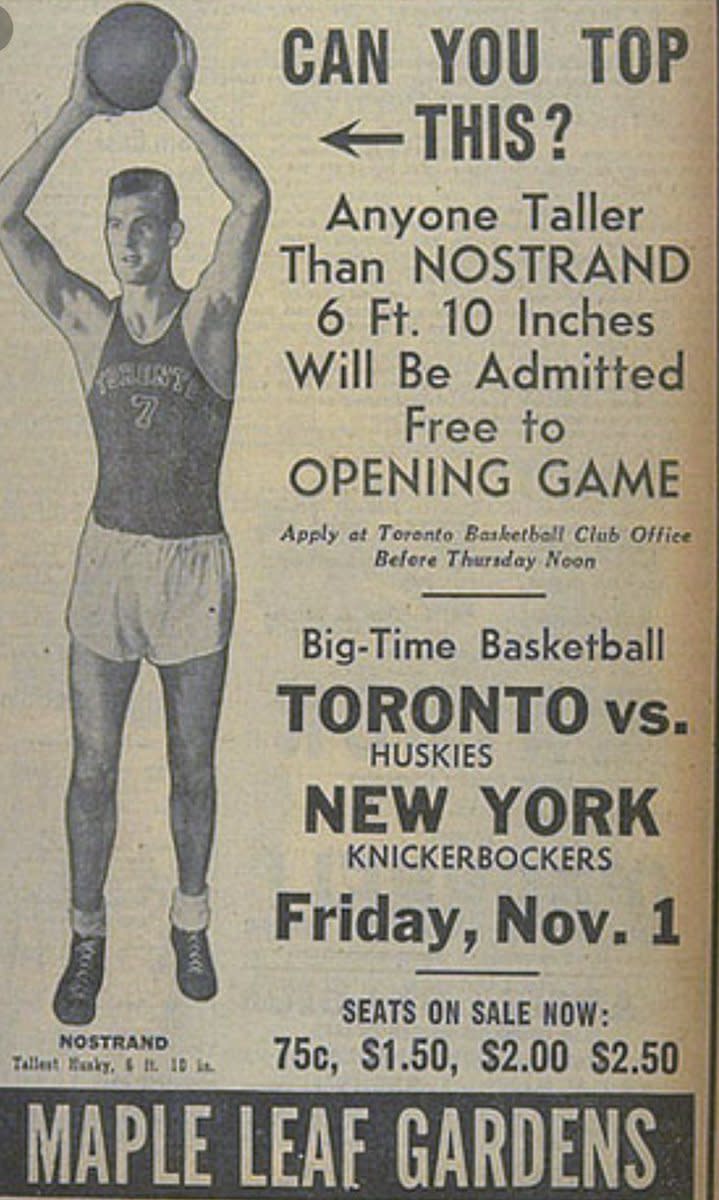 CAN YOU TOP
← THIS?
Anyone Taller
Than NOSTRAND
6 Ft. 10 Inches
Will Be Admitted
Free to
OPENING GAME
Apply at Toronto Basketball Club Office
Before Thursday Noon
Big-Time Basketball
TORONTO vs.
HUSKIES
NEW YORK
KNICKERBOCKERS
Friday, Nov. 1
SEATS ON SALE NOW:
75c, $1.50, $2.00 $2.50
TORONTO
7
NOSTRAND
Tallest Husky, 6 ft. 10 in.
MAPLE LEAF GARDENS